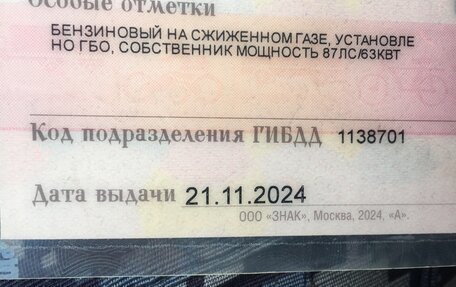 Особые отметки
БЕНЗИНОВЫЙ НА СЖИЖЕННОМ ГАЗЕ, УСТАНОВЛЕ
НО ГБО, СОБСТВЕННИК МОЩНОСТЬ 87ЛС/63КВТ
Код подразделения ГИБДД 1138701
Дата выдачи 21.11.2024
ООО «ЗНАК», Москва, 2024, «А».